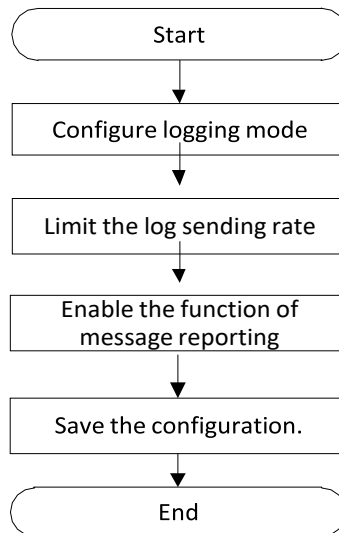 Start
Configure logging mode
Limit the log sending rate
Enable the function of
message reporting
Save the configuration.
End